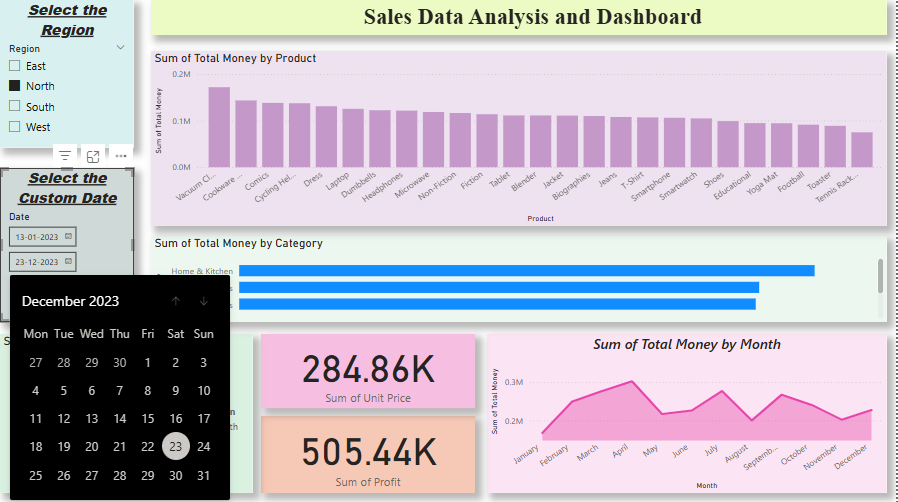 Select the
Region
Region
East
North
South
West
Select the
Custom Date
Date
13-01-2023
23-12-2023
December 2023
Mon Tue Wed Thu Fri Sat Sun
27 28 29 30 1 2 3
4 5 6 7 8 9 10
11 12 13 14 15 16 17
18 19 20 21 22 23 24
25 26 27 28 29 30 31
Sales Data Analysis and Dashboard
Sum of Total Money by Product
Sum of Total Money
0.2M
0.1M
0.0M
Vacuum Cl...
Cookware ...
Comics
Cycling Hel...
Dress
Laptop
Dumbbells
Headphones
Microwave
Non-Fiction
Fiction
Tablet
Blender
Jacket
Biographies
Jeans
T-Shirt
Smartphone
Smartwatch
Shoes
Educational
Yoga Mat
Football
Toaster
Tennis Rack...
Product
Sum of Total Money by Category
Home & Kitchen
284.86K
Sum of Unit Price
505.44K
Sum of Profit
Sum of Total Money by Month
Sum of Total Money
0.3M
0.2M
January
February
March
April
May
June
July
August
Septemb...
October
November
December
Month